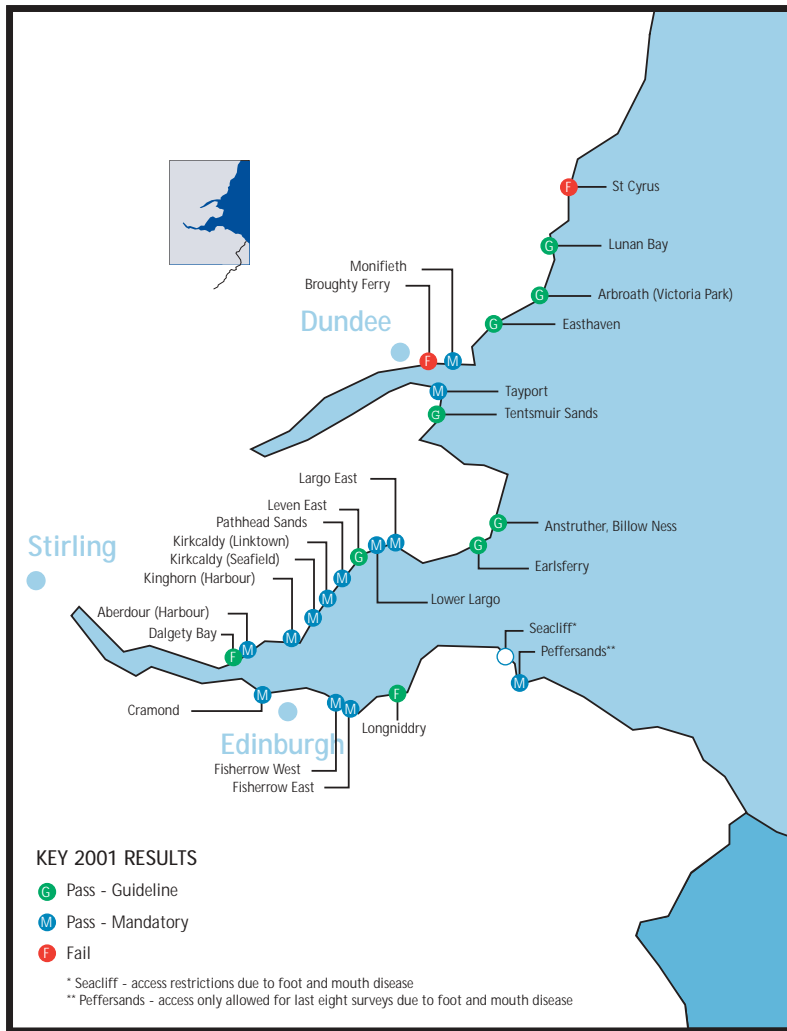 F St Cyrus
G Lunan Bay
Monifieth
Broughty Ferry
G Arbroath (Victoria Park)
Dundee
G Easthaven
F M
M Tayport
G Tentsmuir Sands
Largo East
Leven East
Pathhead Sands
G Anstruther, Billow Ness
Kirkcaldy (Linktown)
Stirling
Kirkcaldy (Seafield)
G M M G
Earlsferry
Kinghorn (Harbour)
M
M
Lower Largo
Aberdour (Harbour)
M
Seacliff*
Dalgety Bay
M
Peffersands**
F M
M
Cramond
M
M M
F
Longniddry
Edinburgh
Fisherrow West
Fisherrow East
KEY 2001 RESULTS
G Pass - Guideline
M Pass - Mandatory
F Fail
* Seacliff - access restrictions due to foot and mouth disease
** Peffersands - access only allowed for last eight surveys due to foot and mouth disease